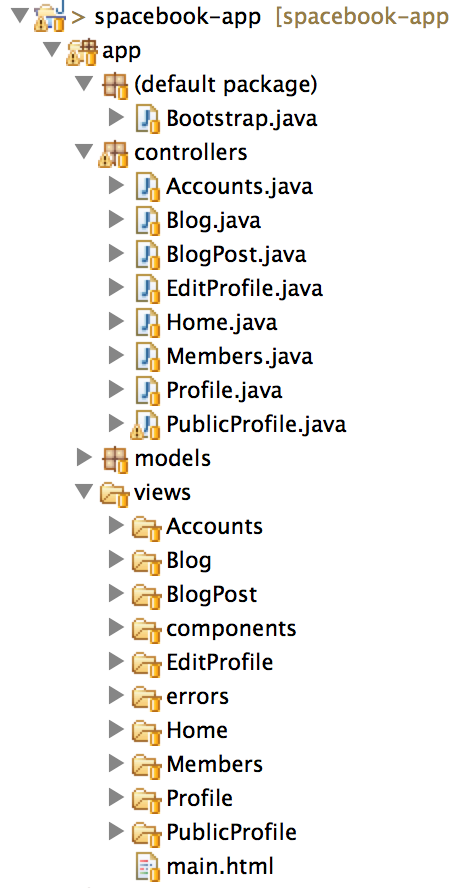 > spacebook-app [spacebook-app
app
(default package)
Bootstrap.java
controllers
Accounts.java
Blog.java
BlogPost.java
EditProfile.java
Home.java
Members.java
Profile.java
PublicProfile.java
models
views
Accounts
Blog
BlogPost
components
EditProfile
errors
Home
Members
Profile
PublicProfile
main.html